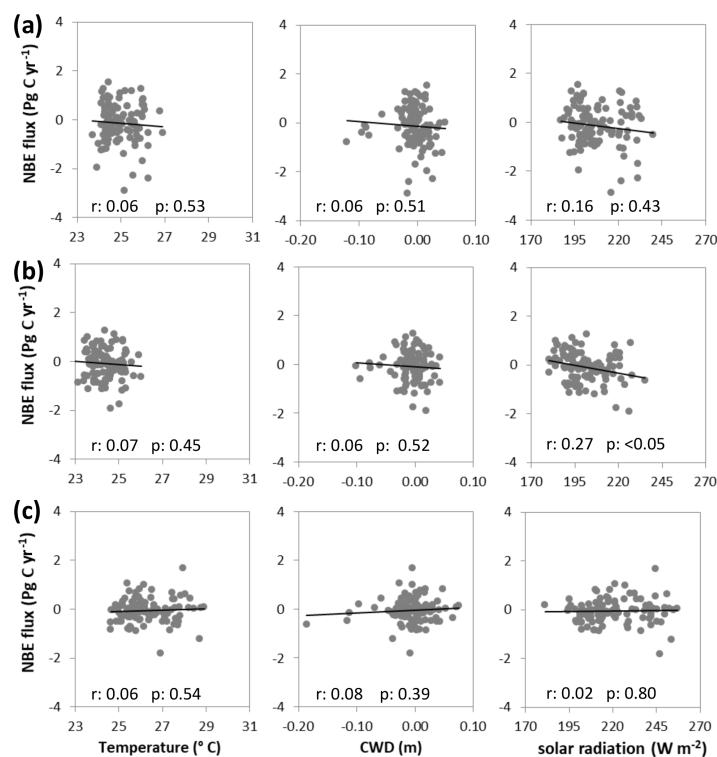 (a)
NBE flux (Pg C yr-1)
4
2
0
-2
-4
r: 0.06 p: 0.53
23 25 27 29 31
4
2
0
-2
-4
r: 0.06 p: 0.51
-0.20 -0.10 0.00 0.10
4
2
0
-2
-4
r: 0.16 p: 0.43
170 195 220 245 270
(b)
NBE flux (Pg C yr-1)
4
2
0
-2
-4
r: 0.07 p: 0.45
23 25 27 29 31
4
2
0
-2
-4
r: 0.06 p: 0.52
-0.20 -0.10 0.00 0.10
4
2
0
-2
-4
r: 0.27 p: <0.05
170 195 220 245 270
(c)
NBE flux (Pg C yr-1)
4
2
0
-2
-4
r: 0.06 p: 0.54
23 25 27 29 31
Temperature (° C)
4
2
0
-2
-4
r: 0.08 p: 0.39
-0.20 -0.10 0.00 0.10
CWD (m)
4
2
0
-2
-4
r: 0.02 p: 0.80
170 195 220 245 270
solar radiation (W m-2)